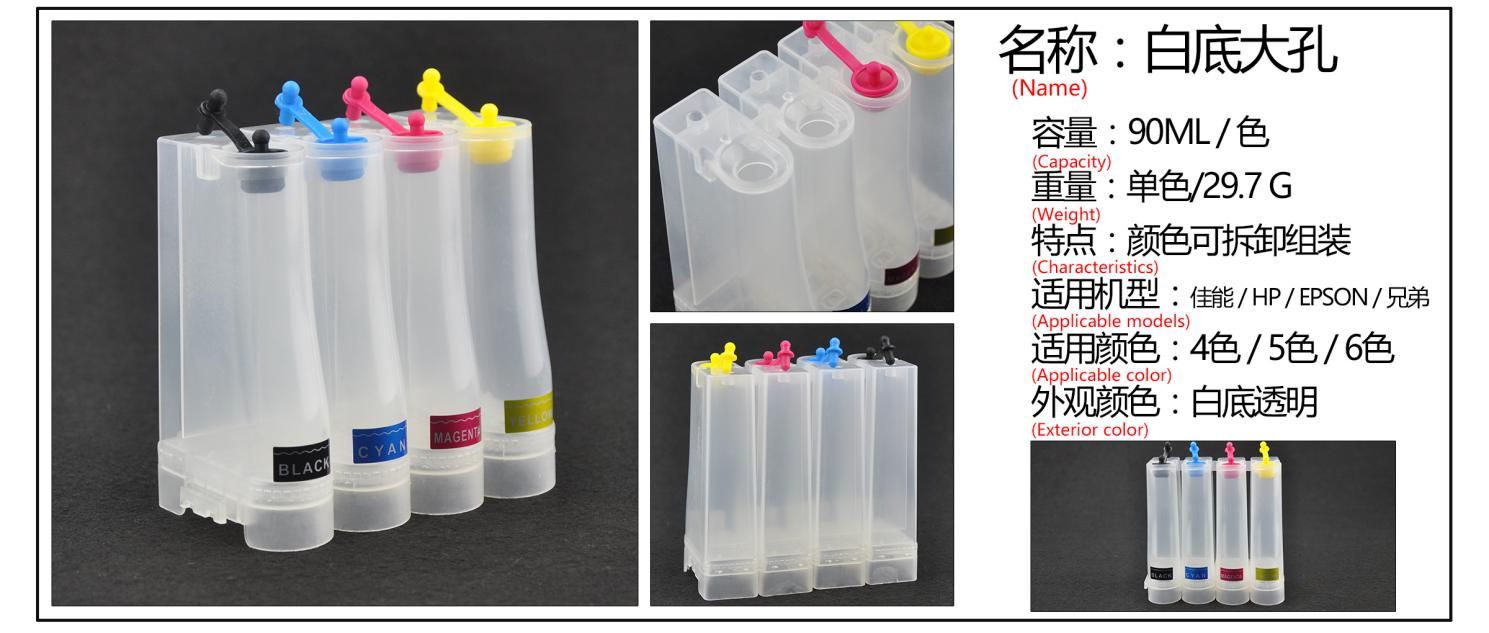 名称：白底大孔
(Name)
容量：90ML / 色
(Capacity)
重量：单色/29.7 G
(Weight)
特点：颜色可拆卸组装
(Characteristics)
适用机型：佳能 / HP / EPSON / 兄弟
(Applicable models)
适用颜色：4色 / 5色 / 6色
(Applicable color)
外观颜色：白底透明
(Exterior color)
BLACK
CYAN
MAGENTA
YELLOW
BLACK
CYAN
MAGENTA